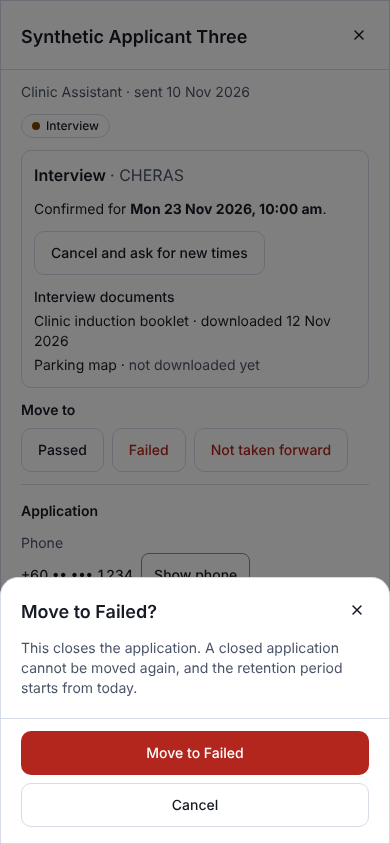 Synthetic Applicant Three
Clinic Assistant · sent 10 Nov 2026
Interview
Interview · CHERAS
Confirmed for Mon 23 Nov 2026, 10:00 am.
Cancel and ask for new times
Interview documents
Clinic induction booklet · downloaded 12 Nov
2026
Parking map · not downloaded yet
Move to
Passed
Failed
Not taken forward
Application
Phone
+60 •• ••• 1234
Show phone
Move to Failed?
This closes the application. A closed application
cannot be moved again, and the retention period
starts from today.
Move to Failed
Cancel